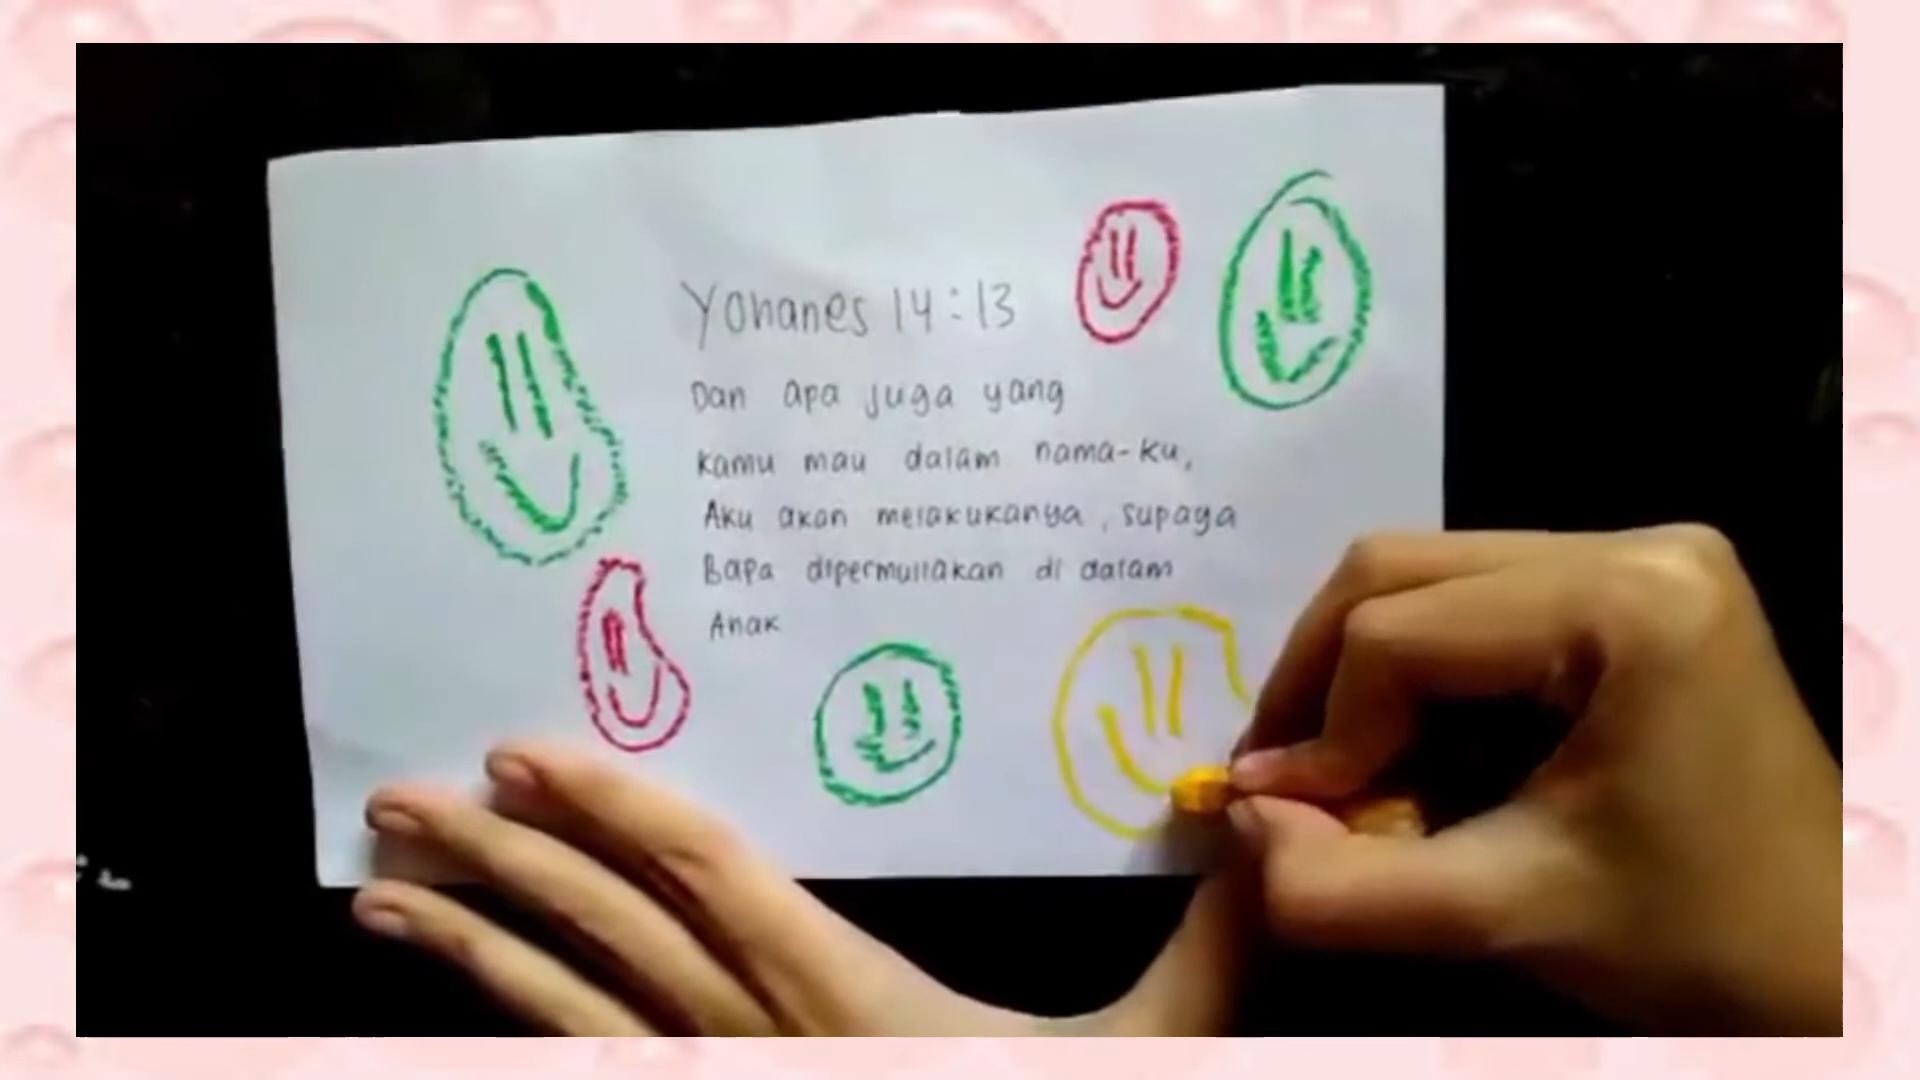 Yohanes 14:13
Dan apa juga yang
kamu mau dalam nama-ku,
Aku akan melakukanya, supaya
Bapa dipermuliakan di dalam
Anak